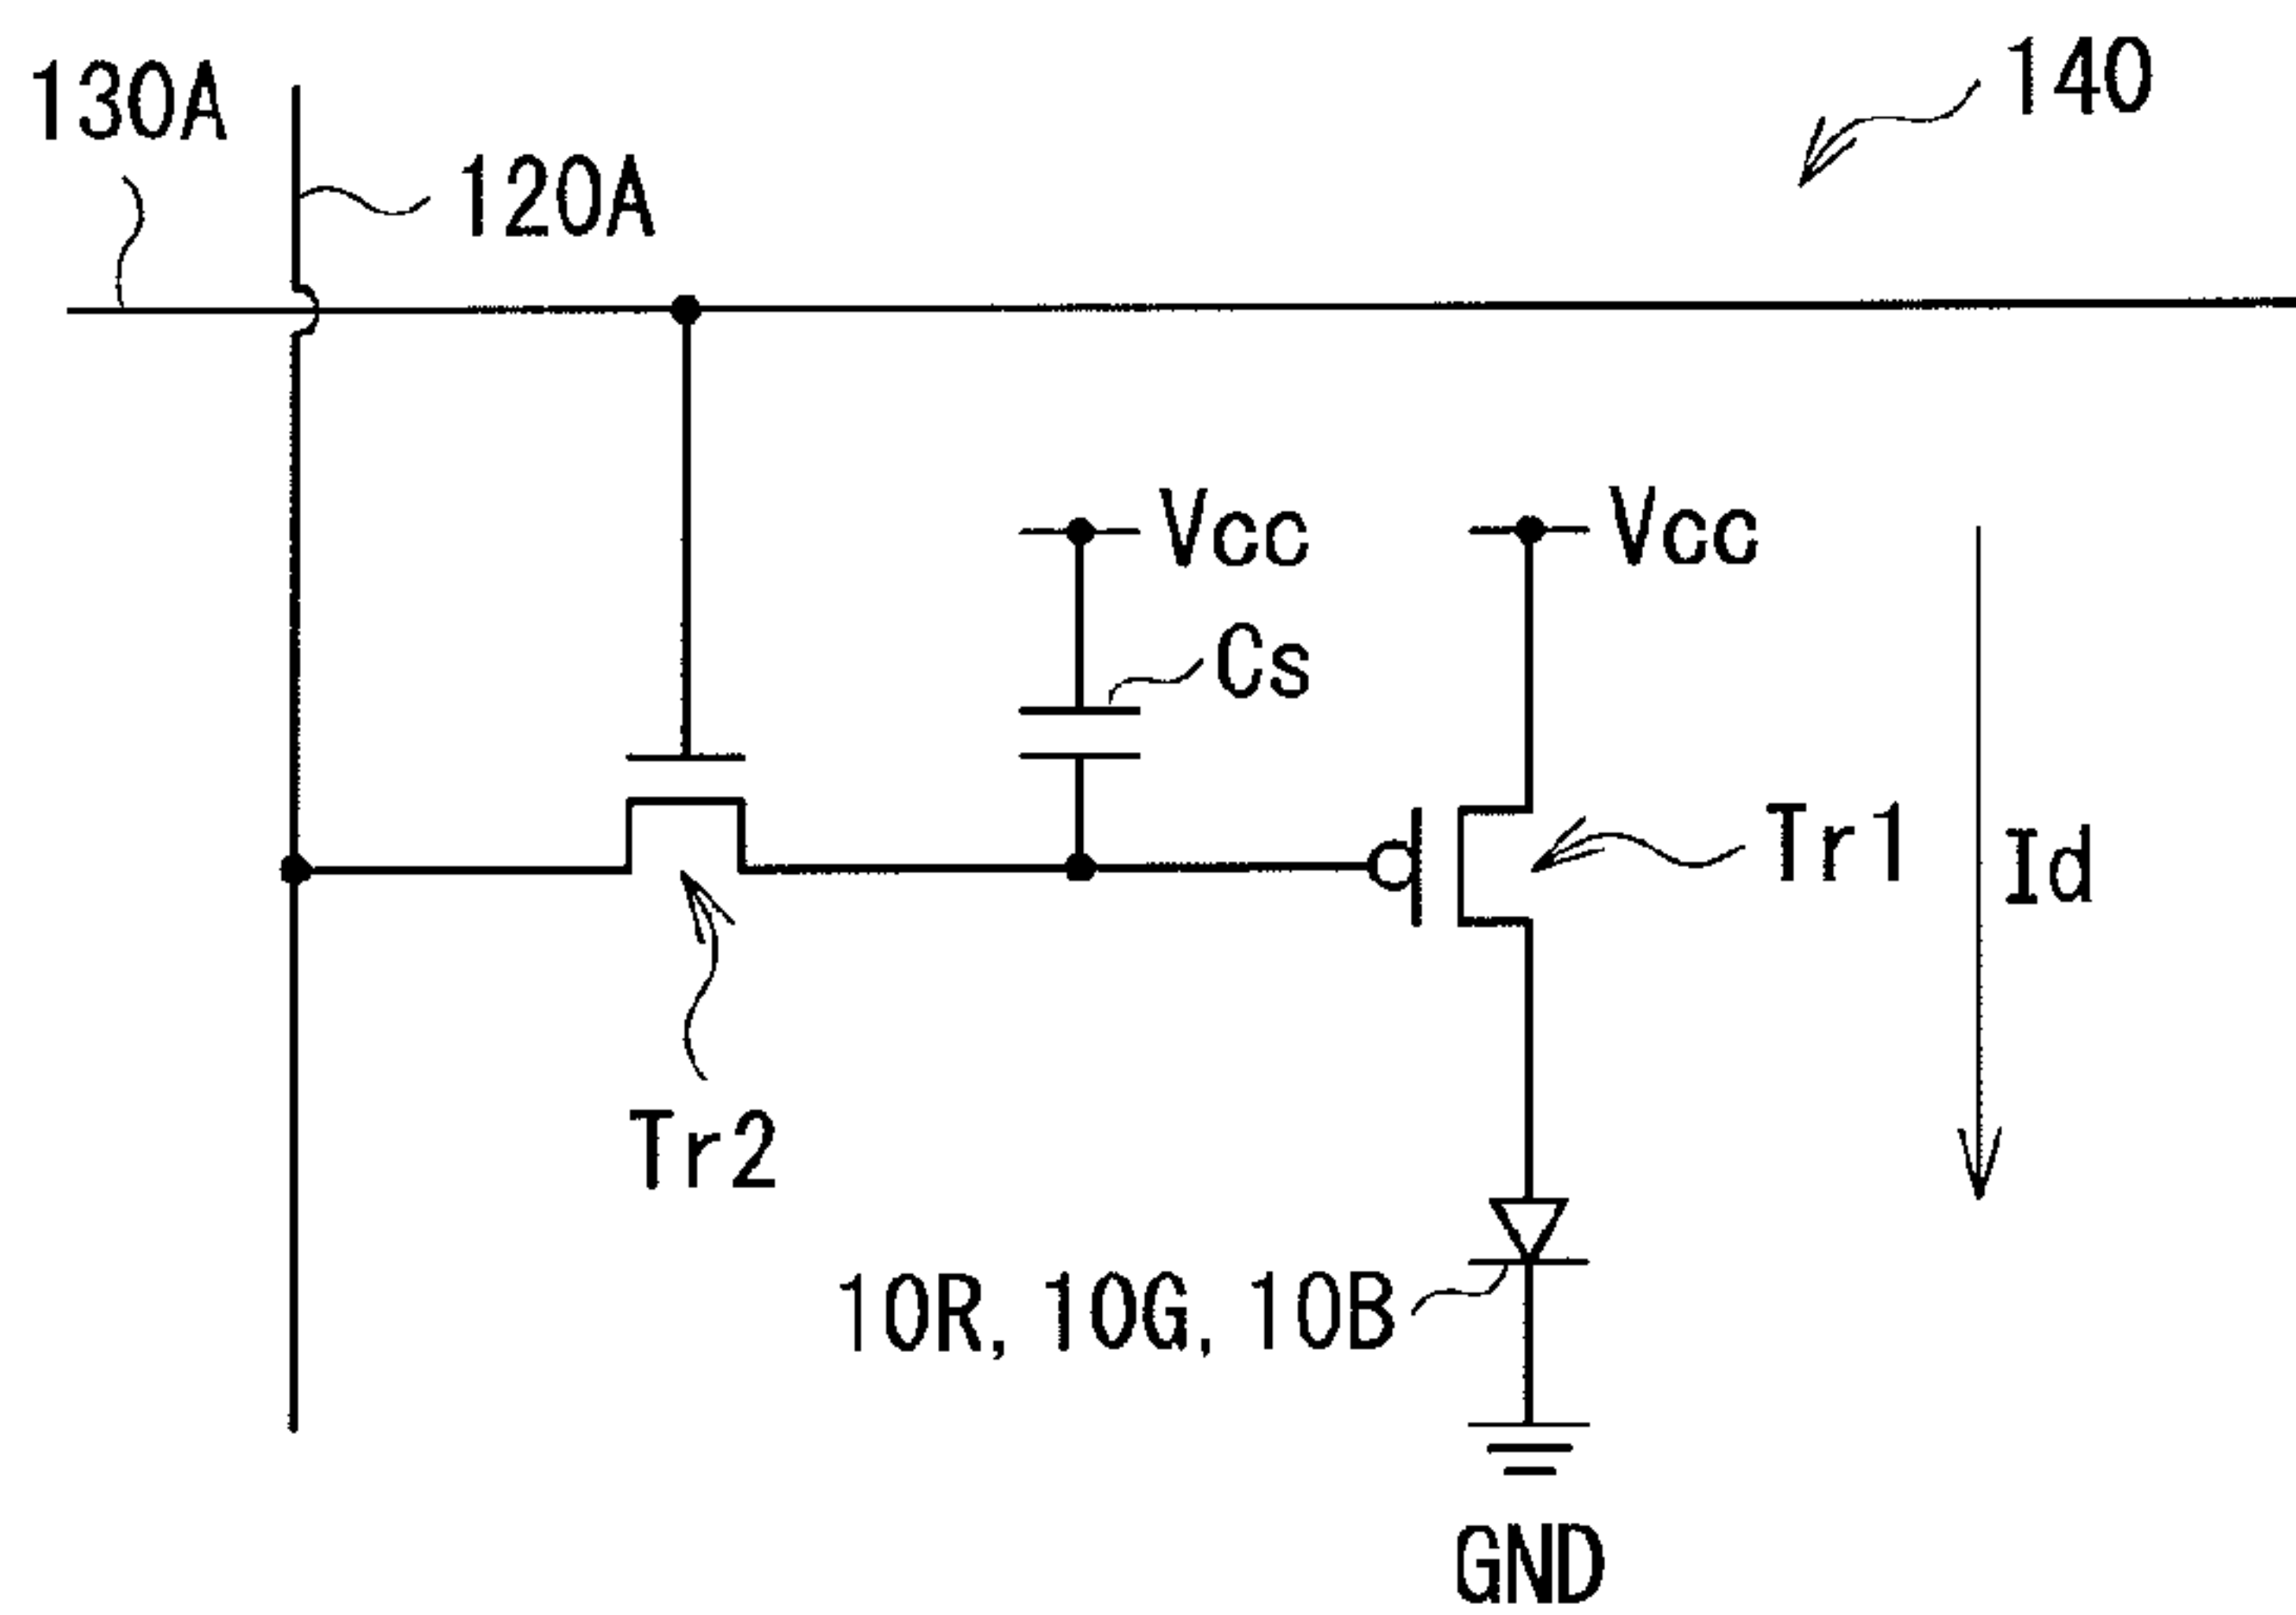 140
130A
120A
Vcc
Vcc
Cs
Tr1
Id
Tr2
10R, 10G, 10B
GND